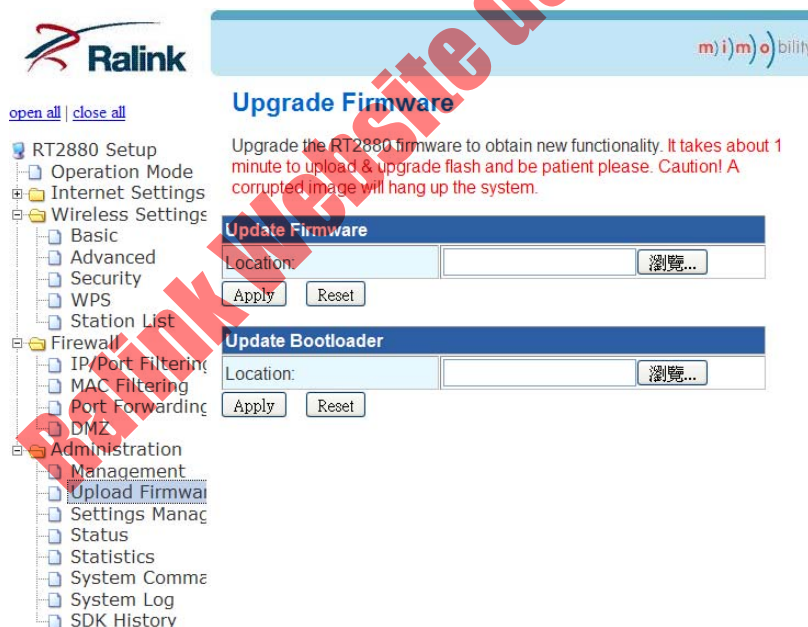 Ralink
m)i)m)o)bility
open all | close all
RT2880 Setup
Operation Mode
Internet Settings
Wireless Settings
Basic
Advanced
Security
WPS
Station List
Firewall
IP/Port Filtering
MAC Filtering
Port Forwarding
DMZ
Administration
Management
Upload Firmwar
Settings Manag
Status
Statistics
System Comma
System Log
SDK History
Upgrade Firmware
Upgrade the RT2880 firmware to obtain new functionality. It takes about 1
minute to upload & upgrade flash and be patient please. Caution! A
corrupted image will hang up the system.
Update Firmware
Location:
瀏覽...
Apply Reset
Update Bootloader
Location:
瀏覽...
Apply Reset
Ralink Website